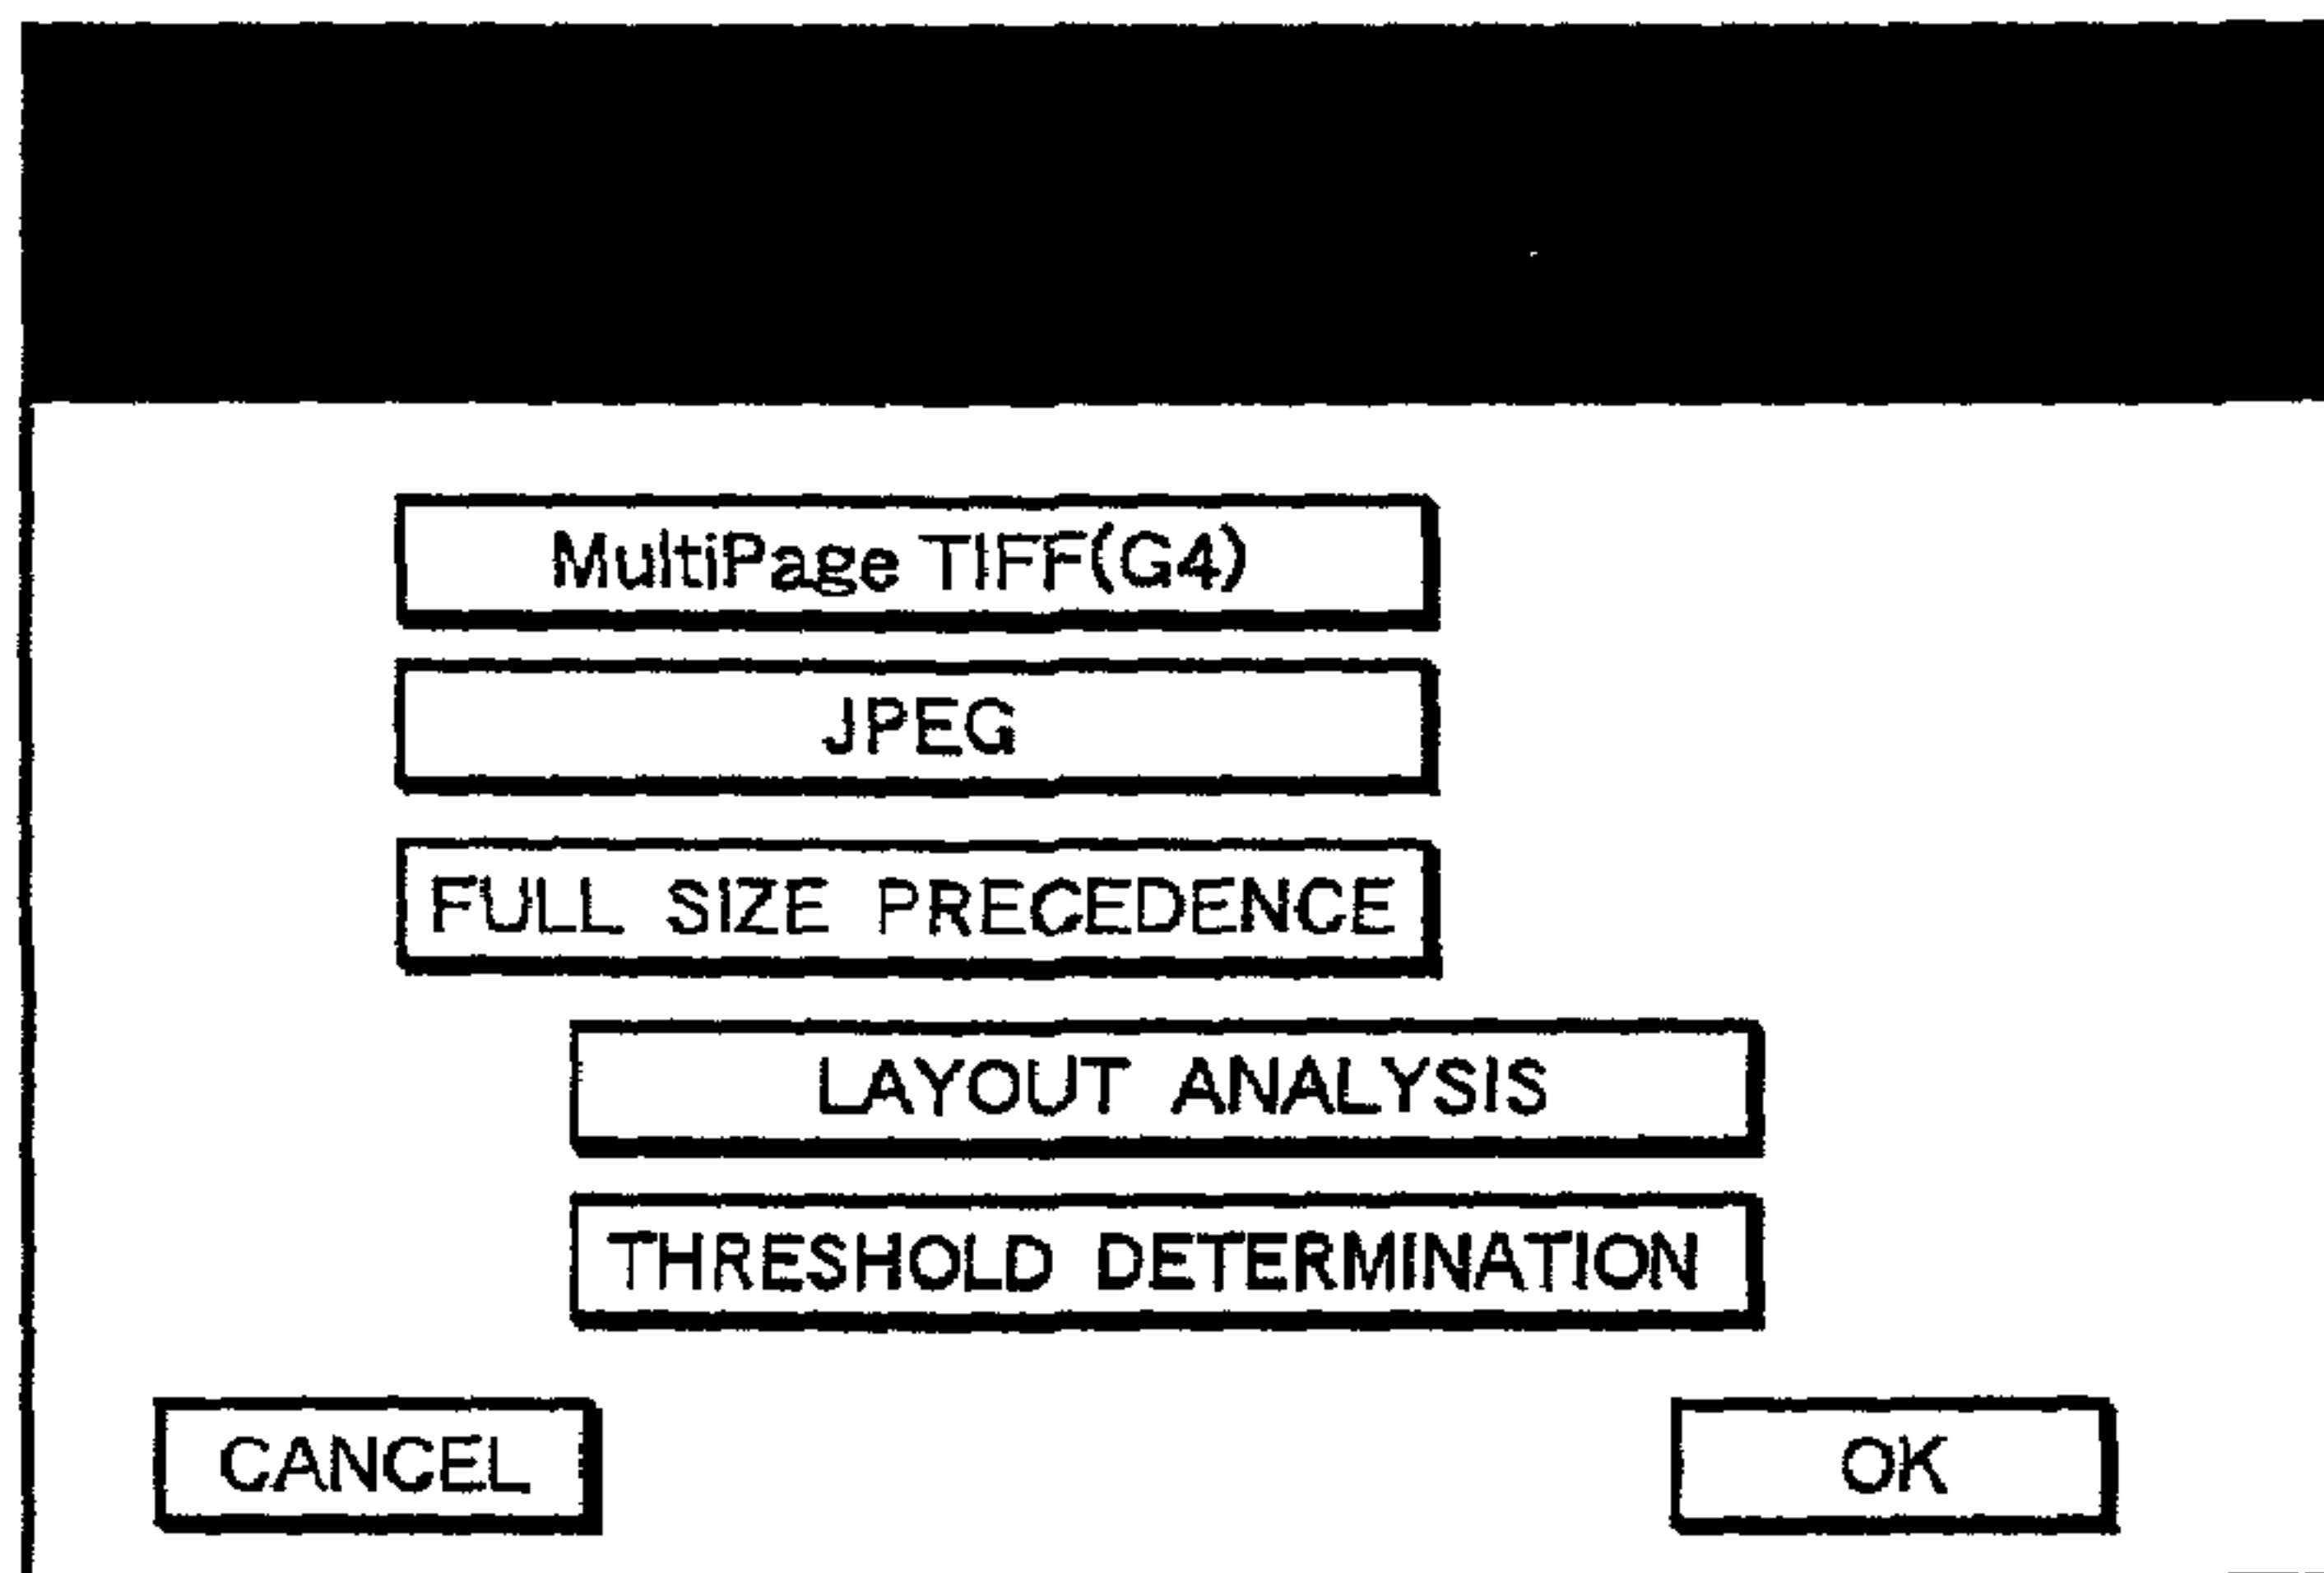 MultiPage TIFF(G4)
JPEG
FULL SIZE PRECEDENCE
LAYOUT ANALYSIS
THRESHOLD DETERMINATION
CANCEL OK